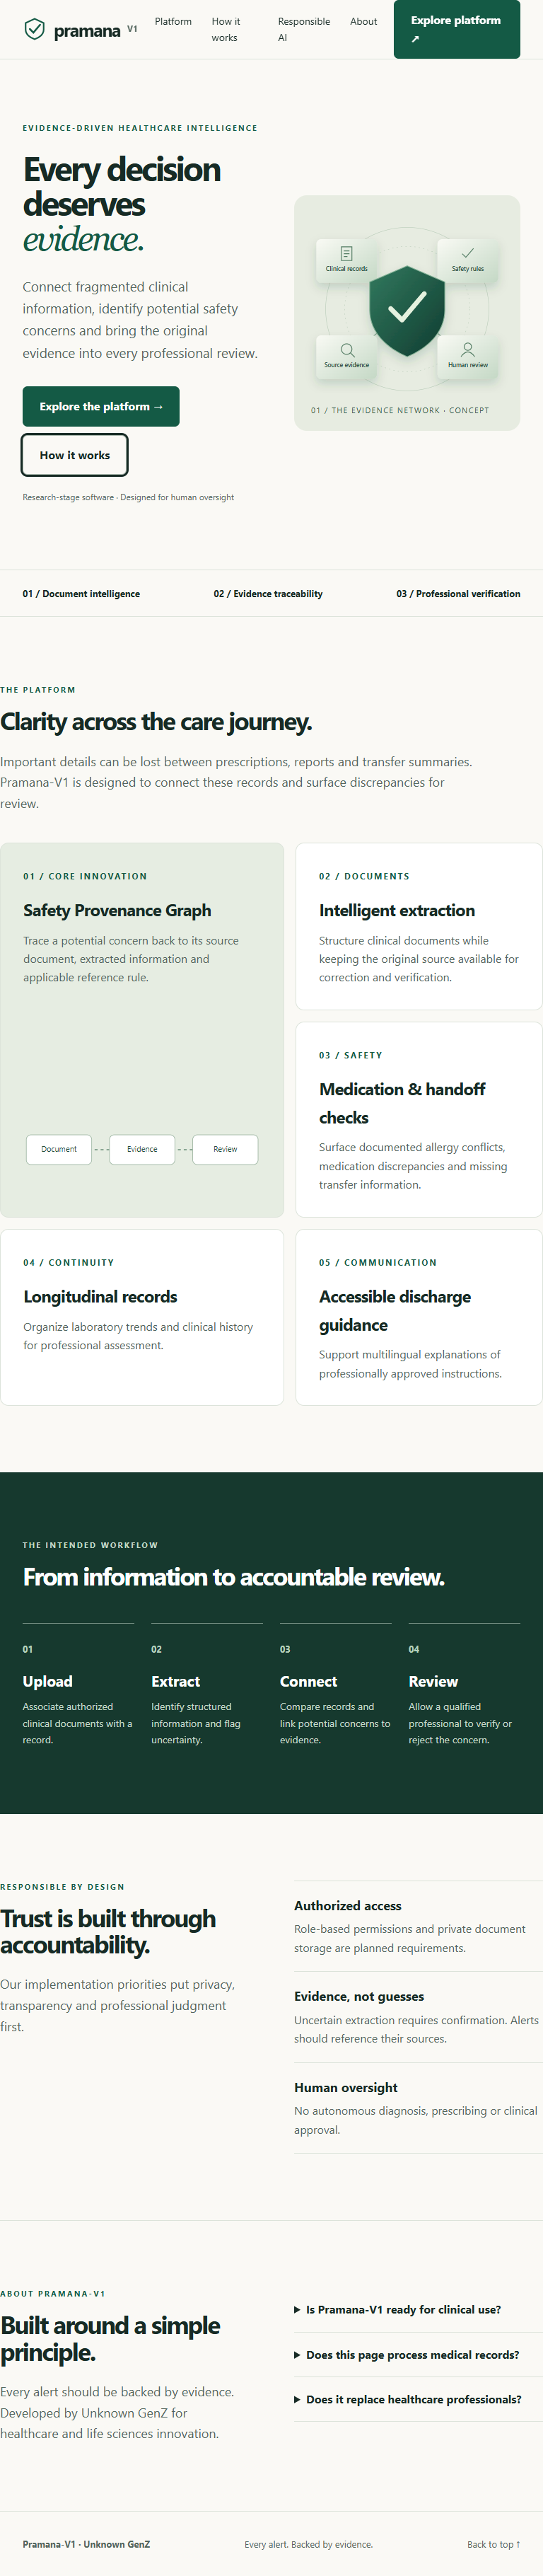 pramana V1
Platform
How it works
Responsible AI
About
Explore platform ↗
EVIDENCE-DRIVEN HEALTHCARE INTELLIGENCE
Every decision
deserves
evidence.
Connect fragmented clinical
information, identify potential safety
concerns and bring the original
evidence into every professional review.
Explore the platform →
How it works
Research-stage software · Designed for human oversight
Clinical records
Safety rules
Source evidence
Human review
01 / THE EVIDENCE NETWORK · CONCEPT
01 / Document intelligence
02 / Evidence traceability
03 / Professional verification
THE PLATFORM
Clarity across the care journey.
Important details can be lost between prescriptions, reports and transfer summaries.
Pramana-V1 is designed to connect these records and surface discrepancies for
review.
01 / CORE INNOVATION
Safety Provenance Graph
Trace a potential concern back to its source
document, extracted information and
applicable reference rule.
Document
Evidence
Review
02 / DOCUMENTS
Intelligent extraction
Structure clinical documents while
keeping the original source available for
correction and verification.
03 / SAFETY
Medication & handoff
checks
Surface documented allergy conflicts,
medication discrepancies and missing
transfer information.
04 / CONTINUITY
Longitudinal records
Organize laboratory trends and clinical history
for professional assessment.
05 / COMMUNICATION
Accessible discharge
guidance
Support multilingual explanations of
professionally approved instructions.
THE INTENDED WORKFLOW
From information to accountable review.
01
Upload
Associate authorized
clinical documents with a
record.
02
Extract
Identify structured
information and flag
uncertainty.
03
Connect
Compare records and
link potential concerns to
evidence.
04
Review
Allow a qualified
professional to verify or
reject the concern.
RESPONSIBLE BY DESIGN
Trust is built through
accountability.
Our implementation priorities put privacy,
transparency and professional judgment
first.
Authorized access
Role-based permissions and private document
storage are planned requirements.
Evidence, not guesses
Uncertain extraction requires confirmation. Alerts
should reference their sources.
Human oversight
No autonomous diagnosis, prescribing or clinical
approval.
ABOUT PRAMANA-V1
Built around a simple
principle.
Every alert should be backed by evidence.
Developed by Unknown GenZ for
healthcare and life sciences innovation.
▶ Is Pramana-V1 ready for clinical use?
▶ Does this page process medical records?
▶ Does it replace healthcare professionals?
Pramana-V1 · Unknown GenZ
Every alert. Backed by evidence.
Back to top ↑